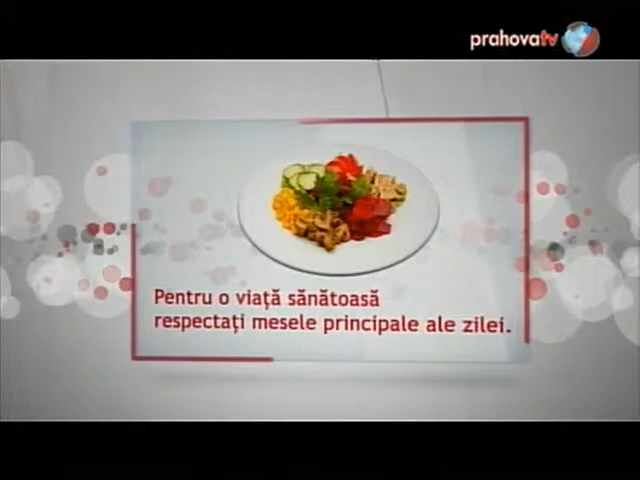 prahovatv
Pentru o viață sănătoasă
respectați mesele principale ale zilei.